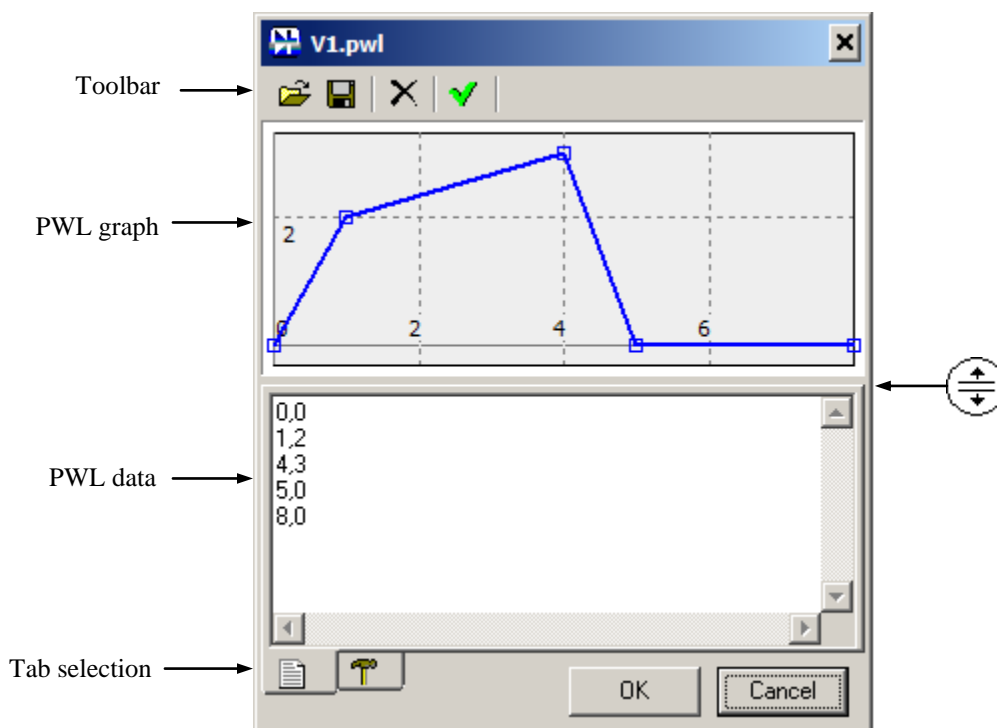 V1.pwl
Toolbar
PWL graph
2
0 2 4 6
PWL data
0,0
1,2
4,3
5,0
8,0
Tab selection
OK Cancel